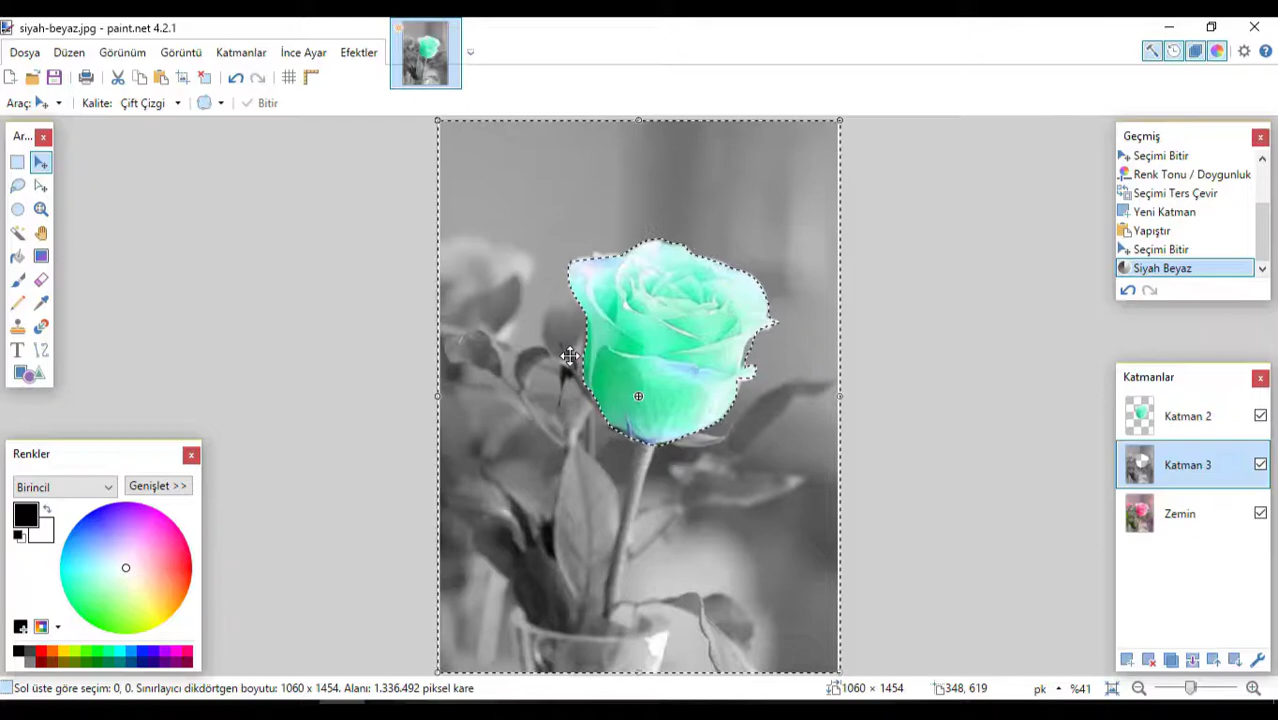 siyah-beyaz.jpg - paint.net 4.2.1
Dosya Düzen Görünüm Görüntü Katmanlar İnce Ayar Efektler
Araç: Kalite: Çift Çizgi Bitir
Ar...
Geçmiş
Seçimi Bitir
Renk Tonu / Doygunluk
Seçimi Ters Çevir
Yeni Katman
Yapıştır
Seçimi Bitir
Siyah Beyaz
Katmanlar
Katman 2
Katman 3
Zemin
Renkler
Birincil Genişlet >>
Sol üste göre seçim: 0, 0. Sınırlayıcı dikdörtgen boyutu: 1060 x 1454. Alanı: 1.336.492 piksel kare 1060 × 1454 348, 619 pk %41